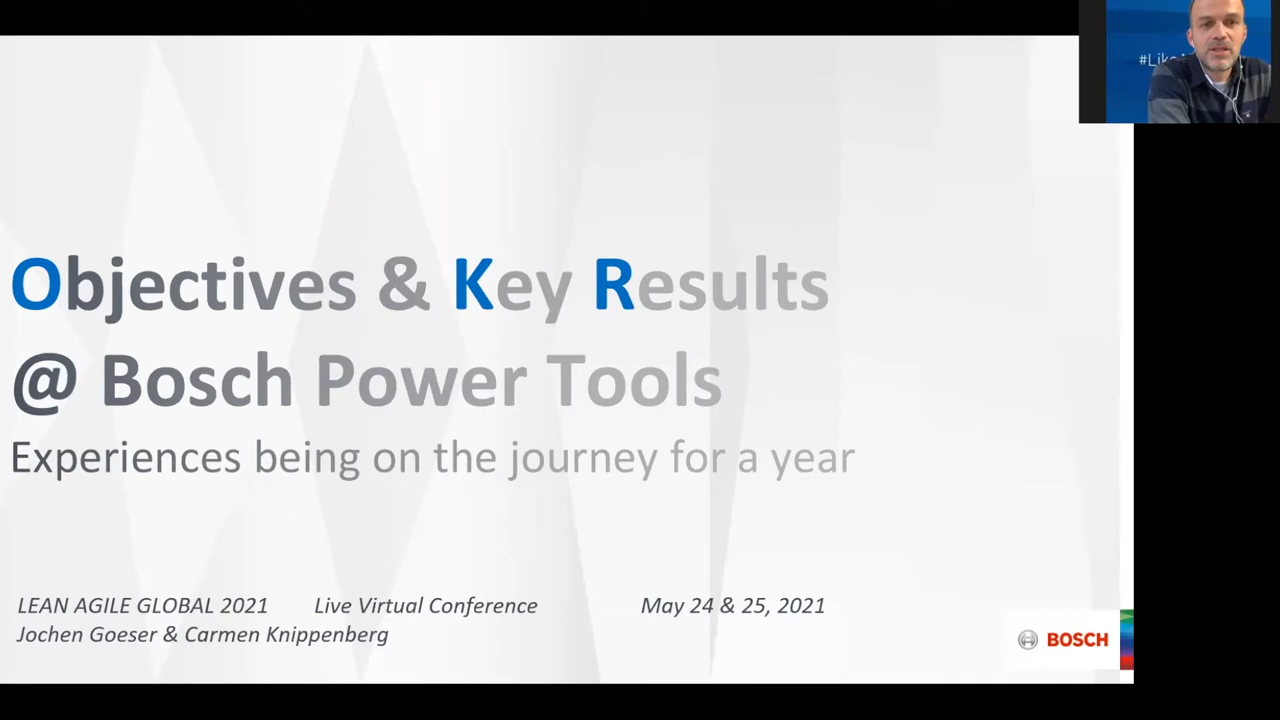 #Like
Objectives & Key Results
@ Bosch Power Tools
Experiences being on the journey for a year
LEAN AGILE GLOBAL 2021 Live Virtual Conference May 24 & 25, 2021
Jochen Goeser & Carmen Knippenberg
BOSCH